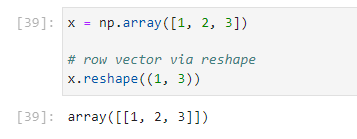 [39]: x = np.array([1, 2, 3])
# row vector via reshape
x.reshape((1, 3))
[39]: array([[1, 2, 3]])